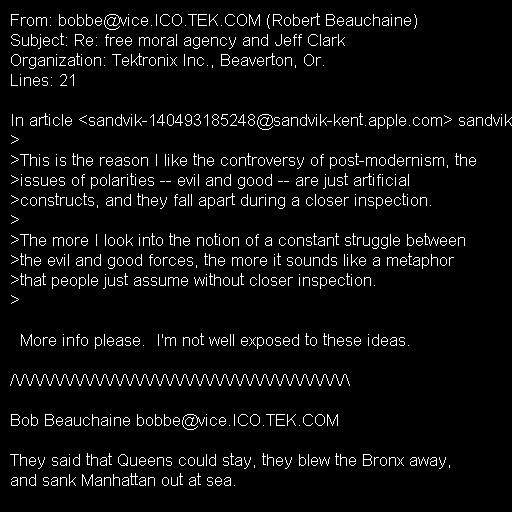 From: bobbe@vice.ICO.TEK.COM (Robert Beauchaine)
Subject: Re: free moral agency and Jeff Clark
Organization: Tektronix Inc., Beaverton, Or.
Lines: 21

In article <sandvik-140493185248@sandvik-kent.apple.com> sandvik
>
>This is the reason I like the controversy of post-modernism, the
>issues of polarities -- evil and good -- are just artificial
>constructs, and they fall apart during a closer inspection.
>
>The more I look into the notion of a constant struggle between
>the evil and good forces, the more it sounds like a metaphor
>that people just assume without closer inspection.
>

  More info please.  I'm not well exposed to these ideas.

/\/\/\/\/\/\/\/\/\/\/\/\/\/\/\/\/\/\/\/\/\/\/\/\/\/\/\/\/\/\/\/\/\/\

Bob Beauchaine bobbe@vice.ICO.TEK.COM

They said that Queens could stay, they blew the Bronx away,
and sank Manhattan out at sea.